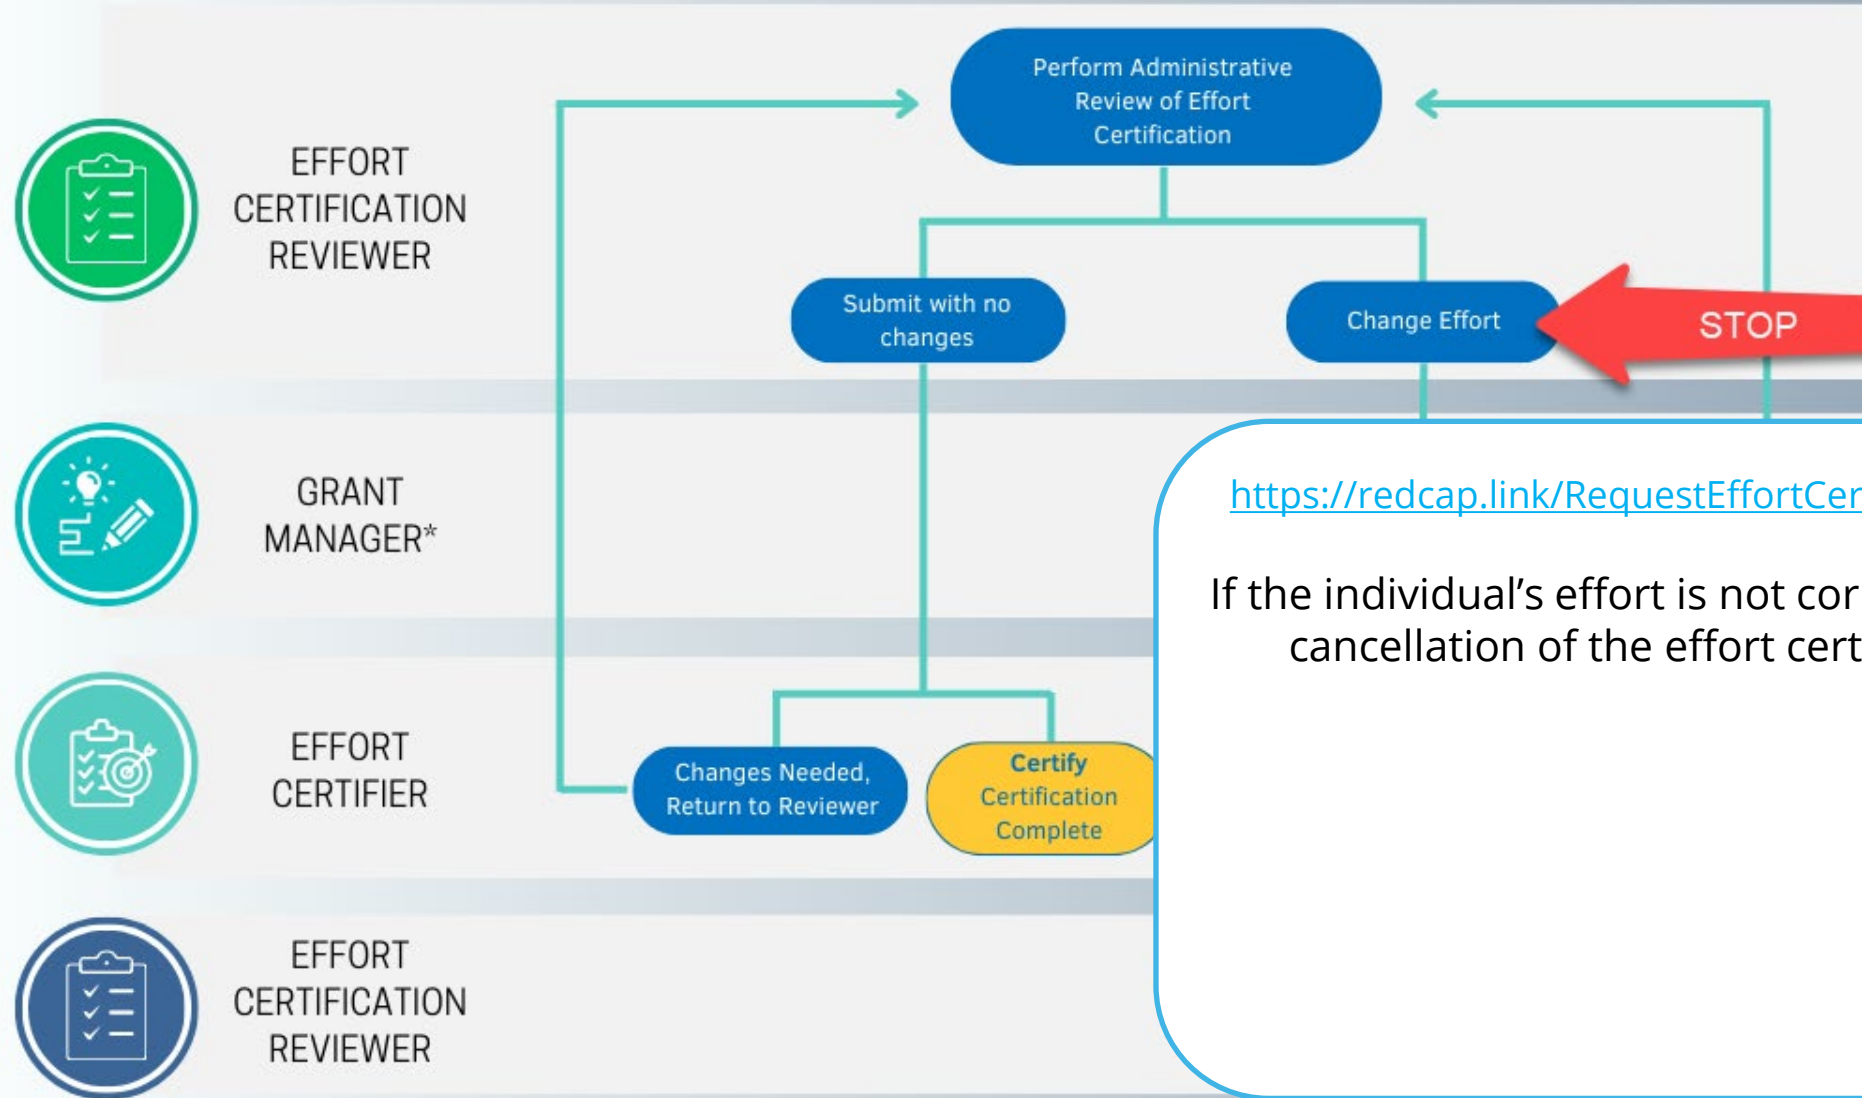 Perform Administrative
Review of Effort
Certification
EFFORT
CERTIFICATION
REVIEWER
Submit with no
changes
Change Effort
STOP
GRANT
MANAGER*
https://redcap.link/RequestEffortCer
If the individual’s effort is not cor
cancellation of the effort cert
EFFORT
CERTIFIER
Changes Needed,
Return to Reviewer
Certify
Certification
Complete
EFFORT
CERTIFICATION
REVIEWER